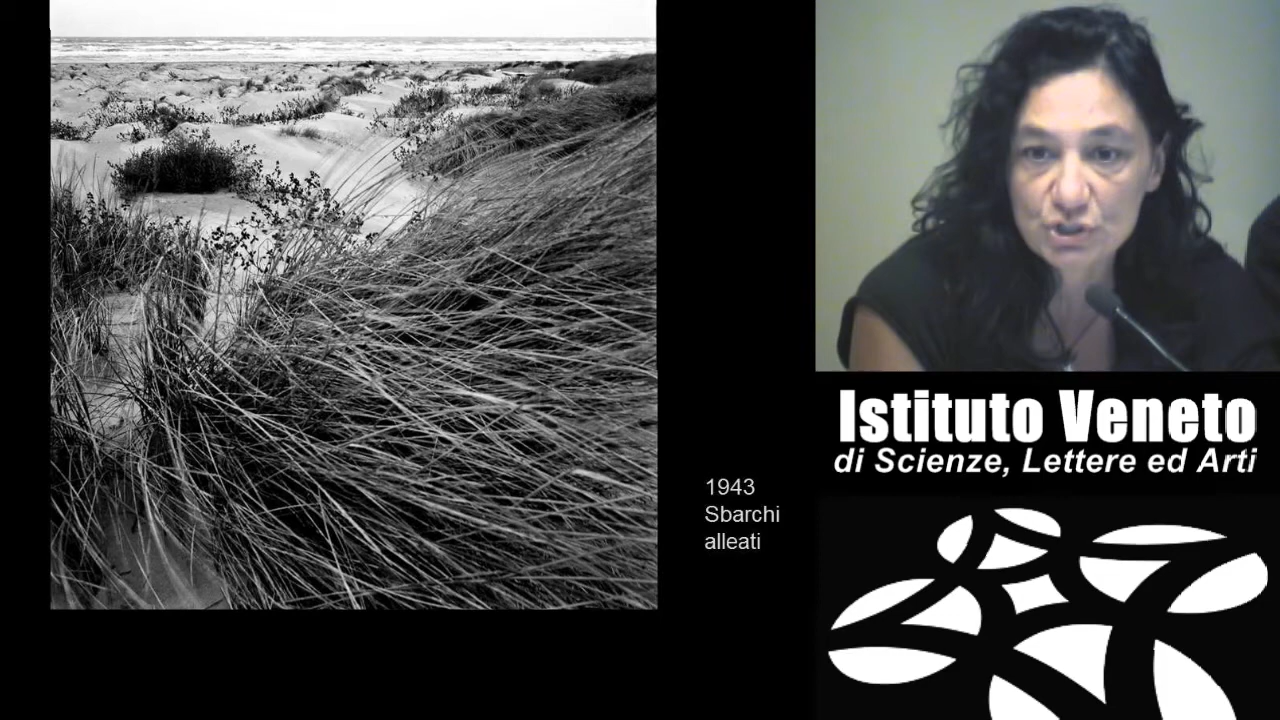 1943
Sbarchi
alleati
Istituto Veneto
di Scienze, Lettere ed Arti